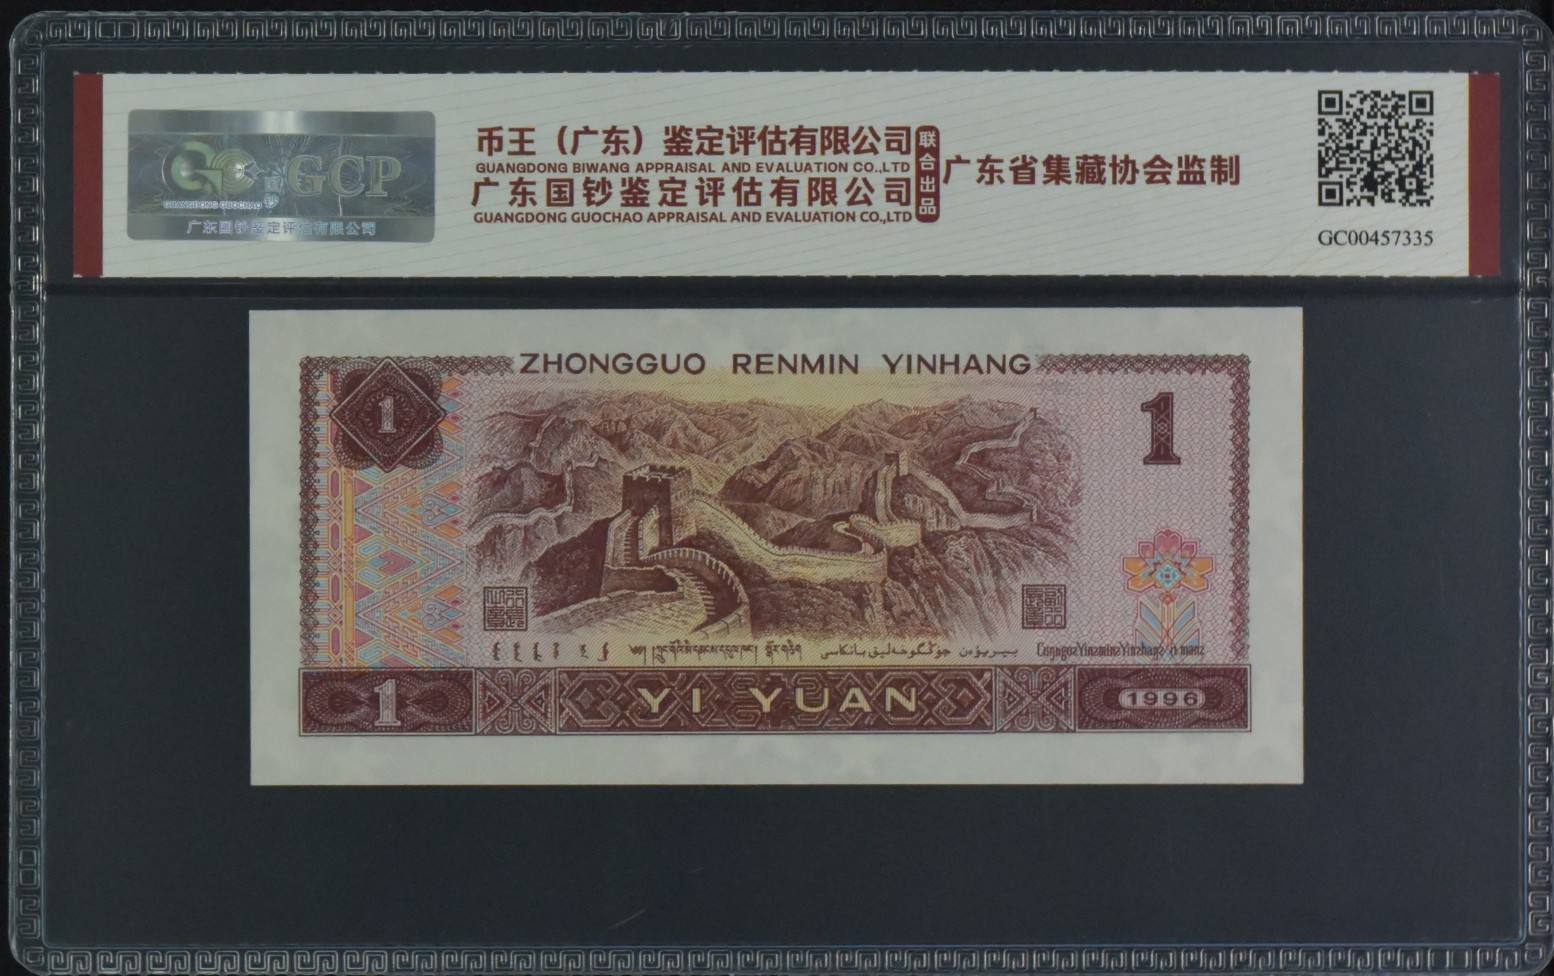 GCP
GUANGDONG GUOCHAO
国钞
广东国钞鉴定评估有限公司
币王（广东）鉴定评估有限公司
GUANGDONG BIWANG APPRAISAL AND EVALUATION CO.,LTD
广东国钞鉴定评估有限公司
GUANGDONG GUOCHAO APPRAISAL AND EVALUATION CO.,LTD
联合出品
广东省集藏协会监制
GC00457335
ZHONGGUO RENMIN YINHANG
1
1
1 YI YUAN 1996